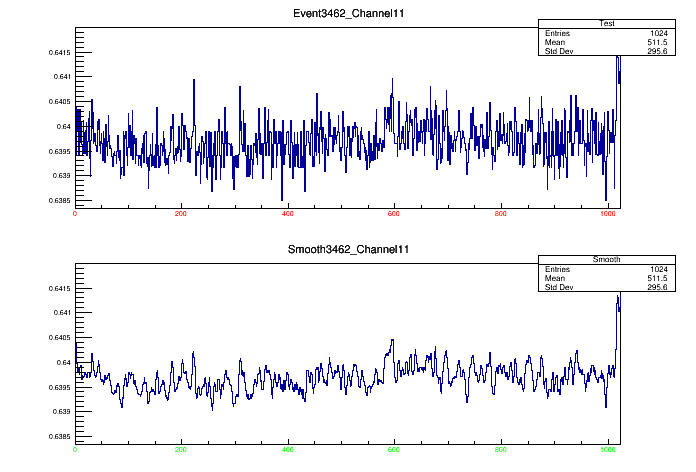 Event3462_Channel11
Test
Entries 1024
Mean 511.5
Std Dev 295.6
0.6415
0.641
0.6405
0.64
0.6395
0.639
0.6385
0 200 400 600 800 1000
Smooth3462_Channel11
Smooth
Entries 1024
Mean 511.5
Std Dev 295.6
0.6415
0.641
0.6405
0.64
0.6395
0.639
0.6385
0 200 400 600 800 1000